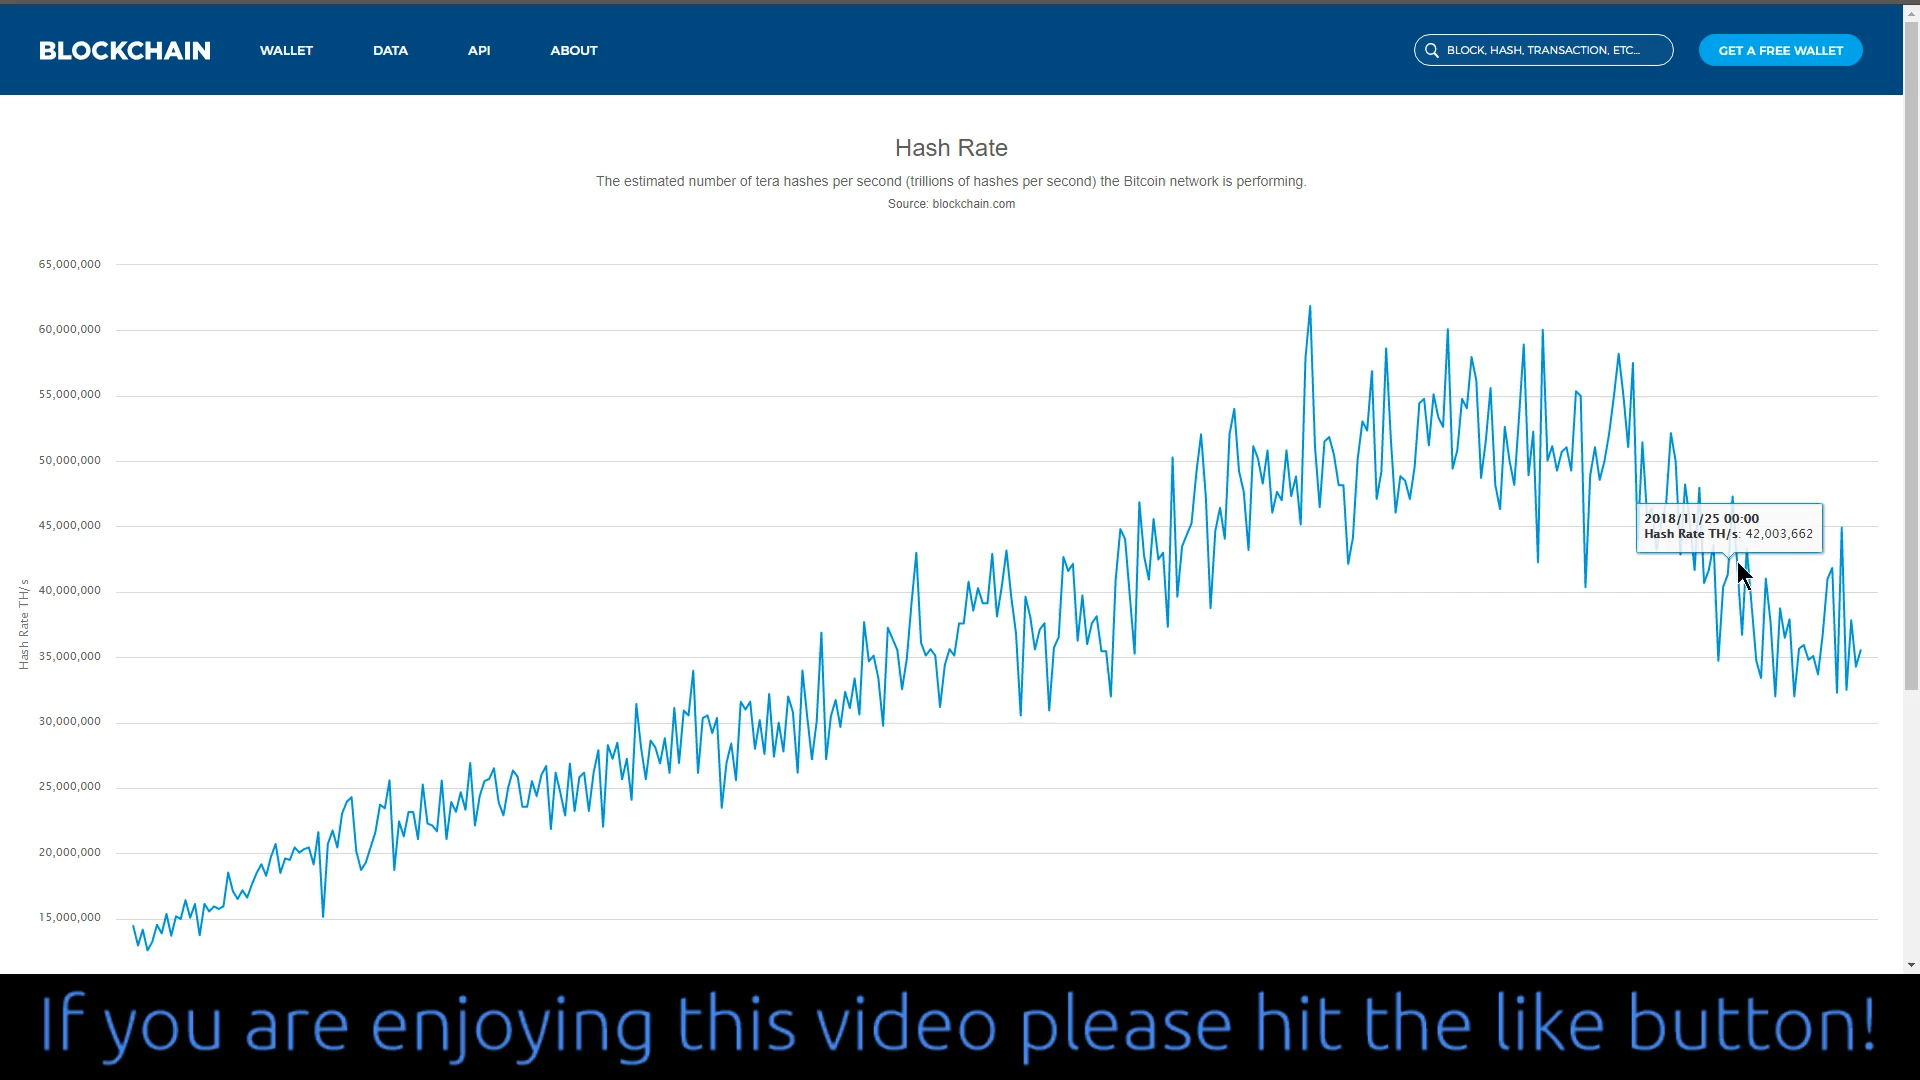 BLOCKCHAIN WALLET DATA API ABOUT BLOCK, HASH, TRANSACTION, ETC... GET A FREE WALLET
Hash Rate
The estimated number of tera hashes per second (trillions of hashes per second) the Bitcoin network is performing.
Source: blockchain.com
65,000,000
60,000,000
55,000,000
50,000,000
45,000,000
40,000,000
35,000,000
30,000,000
25,000,000
20,000,000
15,000,000
Hash Rate TH/s
2018/11/25 00:00
Hash Rate TH/s: 42,003,662
If you are enjoying this video please hit the like button!